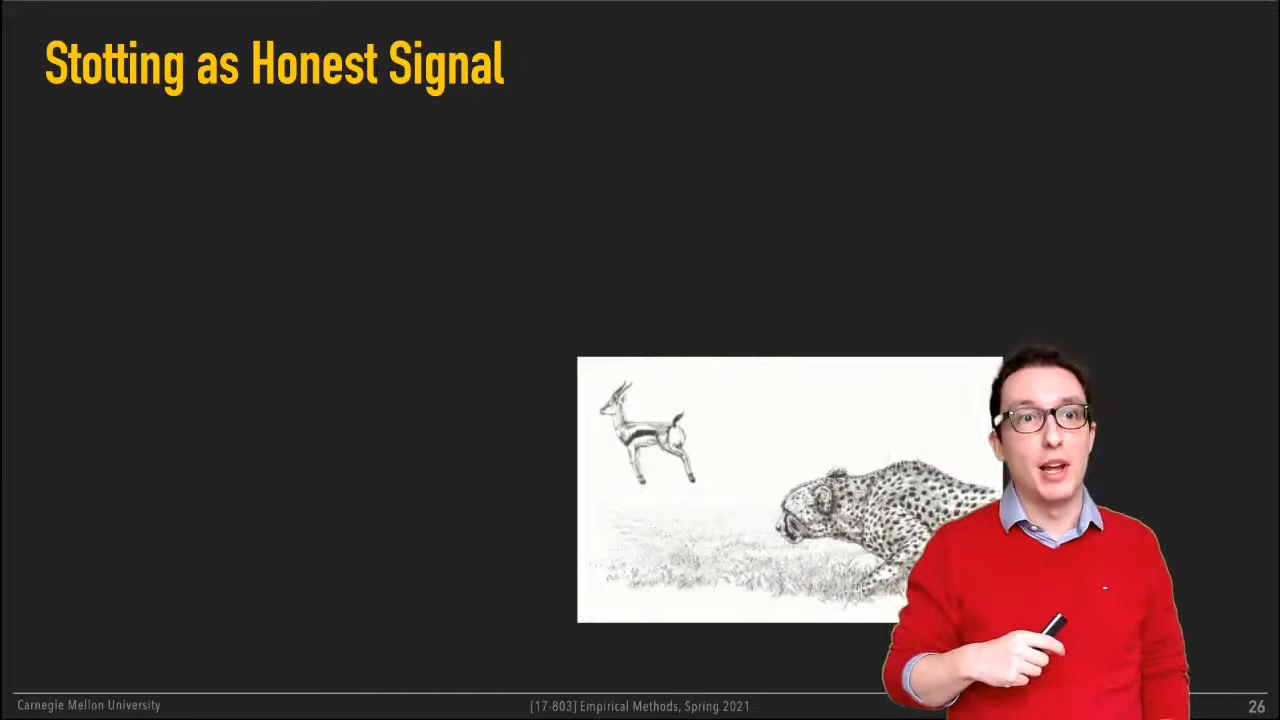 Stotting as Honest Signal
Carnegie Mellon University
[17-803] Empirical Methods, Spring 2021
26